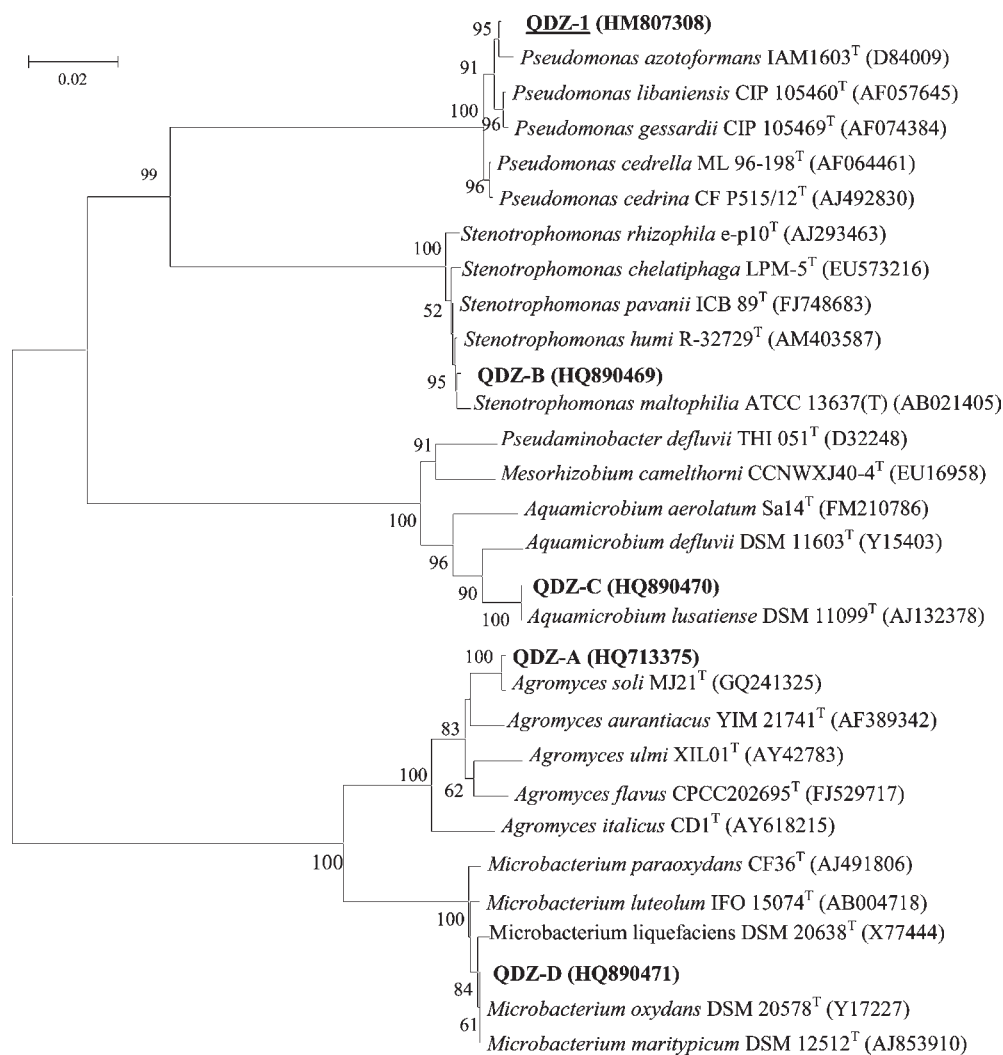 QDZ-1 (HM807308)
95
Pseudomonas azotoformans IAM1603T (D84009)
0.02
91
Pseudomonas libaniensis CIP 105460T (AF057645)
100
96
Pseudomonas gessardii CIP 105469T (AF074384)
Pseudomonas cedrella ML 96-198T (AF064461)
99
96
Pseudomonas cedrina CF P515/12T (AJ492830)
Stenotrophomonas rhizophila e-p10T (AJ293463)
100
Stenotrophomonas chelatiphaga LPM-5T (EU573216)
Stenotrophomonas pavanii ICB 89T (FJ748683)
52
Stenotrophomonas humi R-32729T (AM403587)
QDZ-B (HQ890469)
95
Stenotrophomonas maltophilia ATCC 13637(T) (AB021405)
Pseudaminobacter defluvii THI 051T (D32248)
91
Mesorhizobium camelthorni CCNWXJ40-4T (EU16958)
Aquamicrobium aerolatum Sa14T (FM210786)
100
Aquamicrobium defluvii DSM 11603T (Y15403)
96
QDZ-C (HQ890470)
90
Aquamicrobium lusatiense DSM 11099T (AJ132378)
100
QDZ-A (HQ713375)
100
Agromyces soli MJ21T (GQ241325)
Agromyces aurantiacus YIM 21741T (AF389342)
83
Agromyces ulmi XIL01T (AY42783)
100
62
Agromyces flavus CPCC202695T (FJ529717)
Agromyces italicus CD1T (AY618215)
100
Microbacterium paraoxydans CF36T (AJ491806)
Microbacterium luteolum IFO 15074T (AB004718)
100
Microbacterium liquefaciens DSM 20638T (X77444)
QDZ-D (HQ890471)
84
Microbacterium oxydans DSM 20578T (Y17227)
61
Microbacterium maritypicum DSM 12512T (AJ853910)